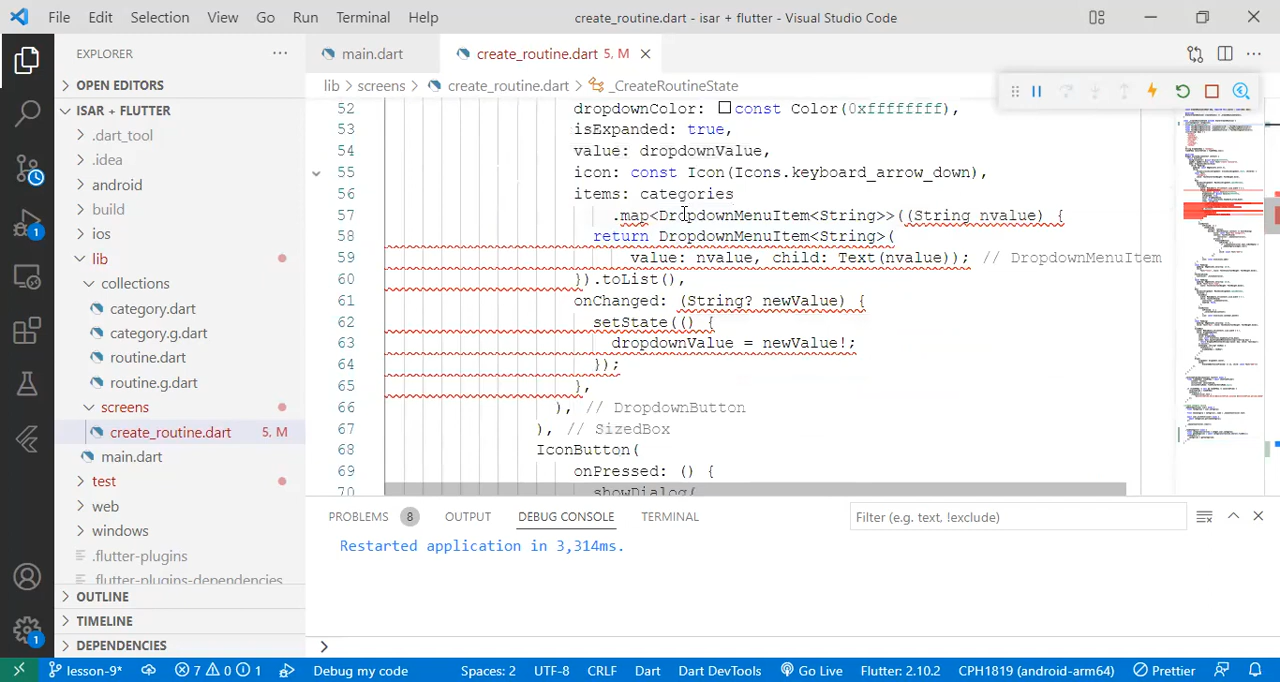 File Edit Selection View Go Run Terminal Help create_routine.dart - isar + flutter - Visual Studio Code
EXPLORER
OPEN EDITORS
ISAR + FLUTTER
.dart_tool
.idea
android
build
ios
lib
collections
category.dart
category.g.dart
routine.dart
routine.g.dart
screens
create_routine.dart 5, M
main.dart
test
web
windows
.flutter-plugins
.flutter-plugins-dependencies
OUTLINE
TIMELINE
DEPENDENCIES
main.dart create_routine.dart 5, M
lib > screens > create_routine.dart > _CreateRoutineState
52 dropdownColor: const Color(0xffffffff),
53 isExpanded: true,
54 value: dropdownValue,
55 icon: const Icon(Icons.keyboard_arrow_down),
56 items: categories
57 .map<DropdownMenuItem<String>>((String nvalue) {
58 return DropdownMenuItem<String>(
59 value: nvalue, child: Text(nvalue)); // DropdownMenuItem
60 }).toList(),
61 onChanged: (String? newValue) {
62 setState(() {
63 dropdownValue = newValue!;
64 });
65 },
66 ), // DropdownButton
67 ), // SizedBox
68 IconButton(
69 onPressed: () {
70 showDialog(
PROBLEMS 8 OUTPUT DEBUG CONSOLE TERMINAL Filter (e.g. text, !exclude)
Restarted application in 3,314ms.
1
1
lesson-9* 7 0 1 Debug my code Spaces: 2 UTF-8 CRLF Dart Dart DevTools Go Live Flutter: 2.10.2 CPH1819 (android-arm64) Prettier